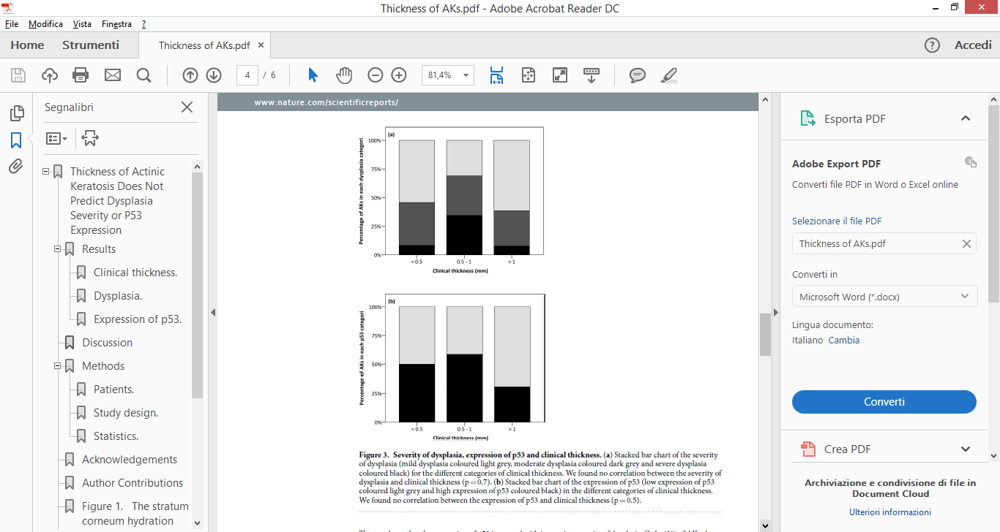 Thickness of AKs.pdf - Adobe Acrobat Reader DC
File Modifica Vista Finestra ?
Home Strumenti Thickness of AKs.pdf × ? Accedi
4 / 6 81,4%
Segnalibri
Thickness of Actinic
Keratosis Does Not
Predict Dysplasia
Severity or P53
Expression
Results
Clinical thickness.
Dysplasia.
Expression of p53.
Discussion
Methods
Patients.
Study design.
Statistics.
Acknowledgements
Author Contributions
Figure 1. The stratum
corneum hydration
www.nature.com/scientificreports/
(a)
Percentage of AKs in each dysplasia categori
100%
75%
50%
25%
0%
< 0.5 0.5 - 1 > 1
Clinical thickness (mm)
(b)
Percentage of AKs in each p53 categori
100%
75%
50%
25%
0%
< 0.5 0.5 - 1 > 1
Clinical thickness (mm)
Figure 3. Severity of dysplasia, expression of p53 and clinical thickness. (a) Stacked bar chart of the severity
of dysplasia (mild dysplasia coloured light grey, moderate dysplasia coloured dark grey and severe dysplasia
coloured black) for the different categories of clinical thickness. We found no correlation between the severity of
dysplasia and clinical thickness (p = 0.7). (b) Stacked bar chart of the expression of p53 (low expression of p53
coloured light grey and high expression of p53 coloured black) in the different categories of clinical thickness.
We found no correlation between the expression of p53 and clinical thickness (p = 0.5).
Esporta PDF
Adobe Export PDF
Converti file PDF in Word o Excel online
Selezionare il file PDF
Thickness of AKs.pdf
Converti in
Microsoft Word (*.docx)
Lingua documento:
Italiano Cambia
Converti
Crea PDF
Archiviazione e condivisione di file in
Document Cloud
Ulteriori informazioni